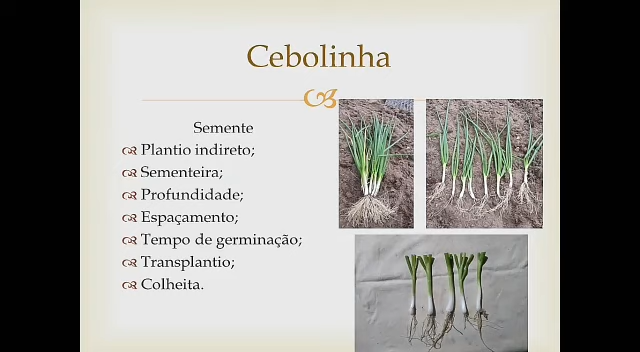 Cebolinha
Semente
Plantio indireto;
Sementeira;
Profundidade;
Espaçamento;
Tempo de germinação;
Transplantio;
Colheita.